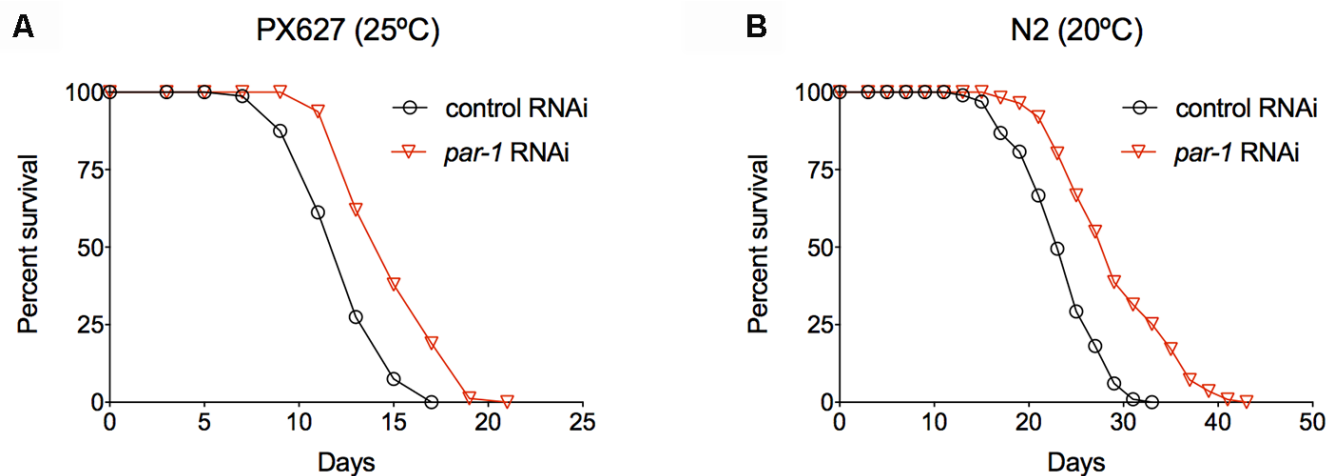 A
PX627 (25ºC)
Percent survival
100
75
50
25
0
control RNAi
par-1 RNAi
0 5 10 15 20 25
Days
B
N2 (20ºC)
Percent survival
100
75
50
25
0
control RNAi
par-1 RNAi
0 10 20 30 40 50
Days